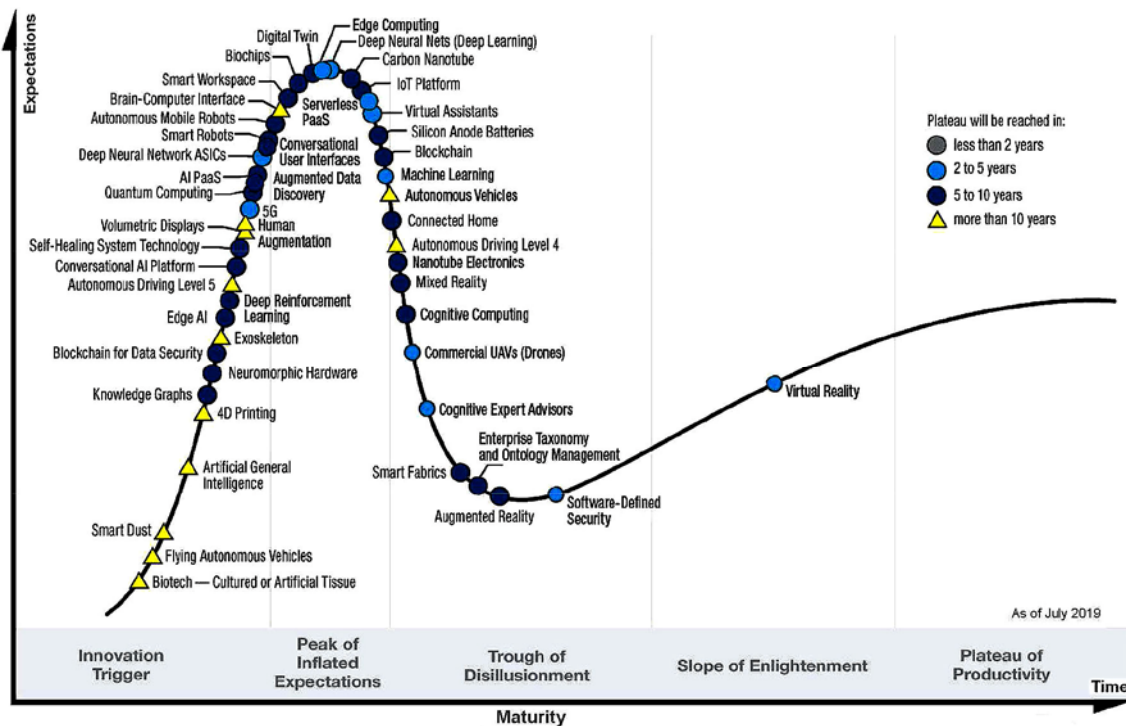 Expectations
Digital Twin
Edge Computing
Deep Neural Nets (Deep Learning)
Biochips
Carbon Nanotube
Smart Workspace
IoT Platform
Brain-Computer Interface
Serverless
PaaS
Virtual Assistants
Autonomous Mobile Robots
Smart Robots
Silicon Anode Batteries
Conversational
User Interfaces
Deep Neural Network ASICs
Blockchain
AI PaaS
Augmented Data
Discovery
Machine Learning
Quantum Computing
Autonomous Vehicles
5G
Volumetric Displays
Human
Augmentation
Connected Home
Self-Healing System Technology
Autonomous Driving Level 4
Conversational AI Platform
Nanotube Electronics
Autonomous Driving Level 5
Mixed Reality
Deep Reinforcement
Learning
Edge AI
Cognitive Computing
Exoskeleton
Blockchain for Data Security
Commercial UAVs (Drones)
Neuromorphic Hardware
Knowledge Graphs
4D Printing
Cognitive Expert Advisors
Artificial General
Intelligence
Enterprise Taxonomy
and Ontology Management
Smart Fabrics
Augmented Reality
Software-Defined
Security
Virtual Reality
Smart Dust
Flying Autonomous Vehicles
Biotech — Cultured or Artificial Tissue
Plateau will be reached in:
less than 2 years
2 to 5 years
5 to 10 years
more than 10 years
As of July 2019
Innovation
Trigger
Peak of
Inflated
Expectations
Trough of
Disillusionment
Slope of Enlightenment
Plateau of
Productivity
Time
Maturity